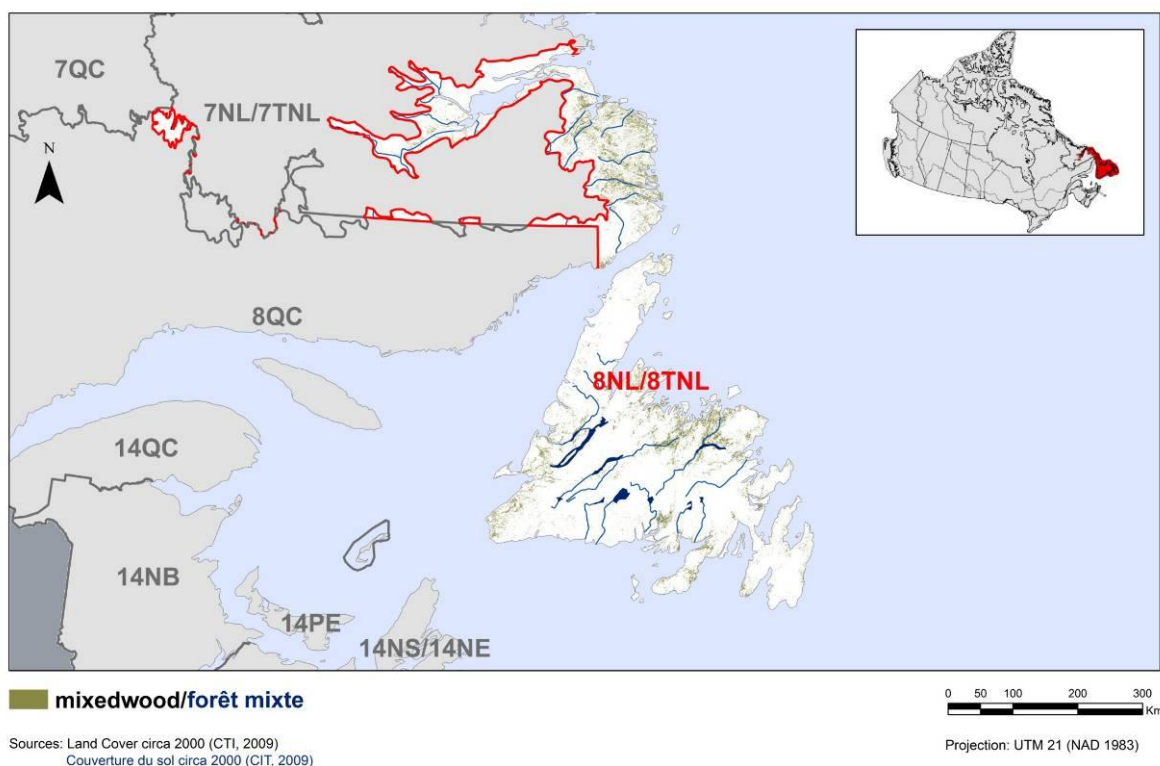 7QC
7NL/7TNL
N
8QC
8NL/8TNL
14QC
14NB
14PE
14NS/14NE
mixedwood/forêt mixte
0 50 100 200 300
Km
Sources: Land Cover circa 2000 (CTI, 2009)
Couverture du sol circa 2000 (CIT, 2009)
Projection: UTM 21 (NAD 1983)